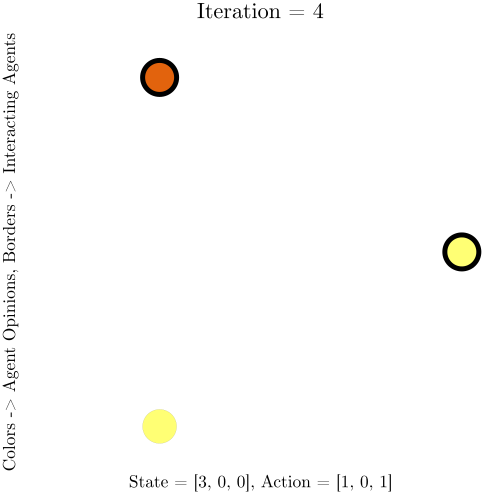 Iteration = 4
Colors -> Agent Opinions, Borders -> Interacting Agents
State = [3, 0, 0], Action = [1, 0, 1]